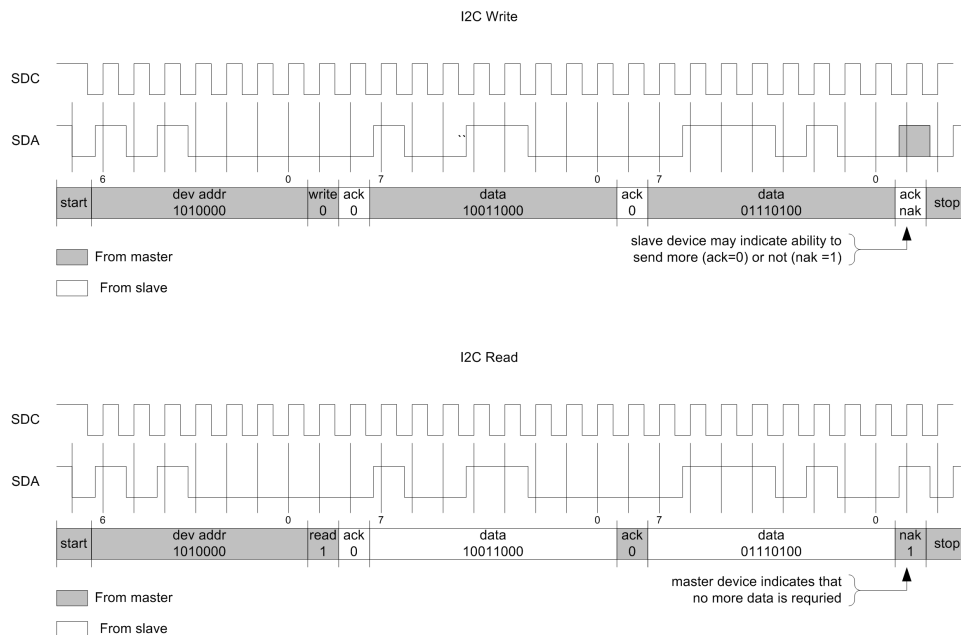 I2C Write
SDC
SDA
6 0 7 0 7 0
start dev addr write ack data ack data ack stop
1010000 0 0 10011000 0 01110100 nak
slave device may indicate ability to
send more (ack=0) or not (nak =1)
From master
From slave
I2C Read
SDC
SDA
6 0 7 0 7 0
start dev addr read ack data ack data nak stop
1010000 1 0 10011000 0 01110100 1
master device indicates that
no more data is requried
From master
From slave